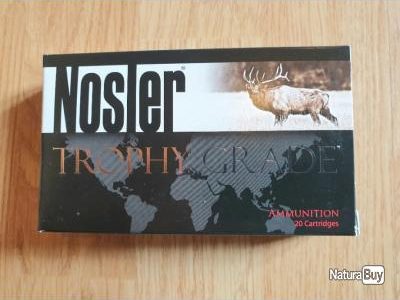 Nosler®
TROPHY GRADE
AMMUNITION
20 Cartridges
NaturaBuy